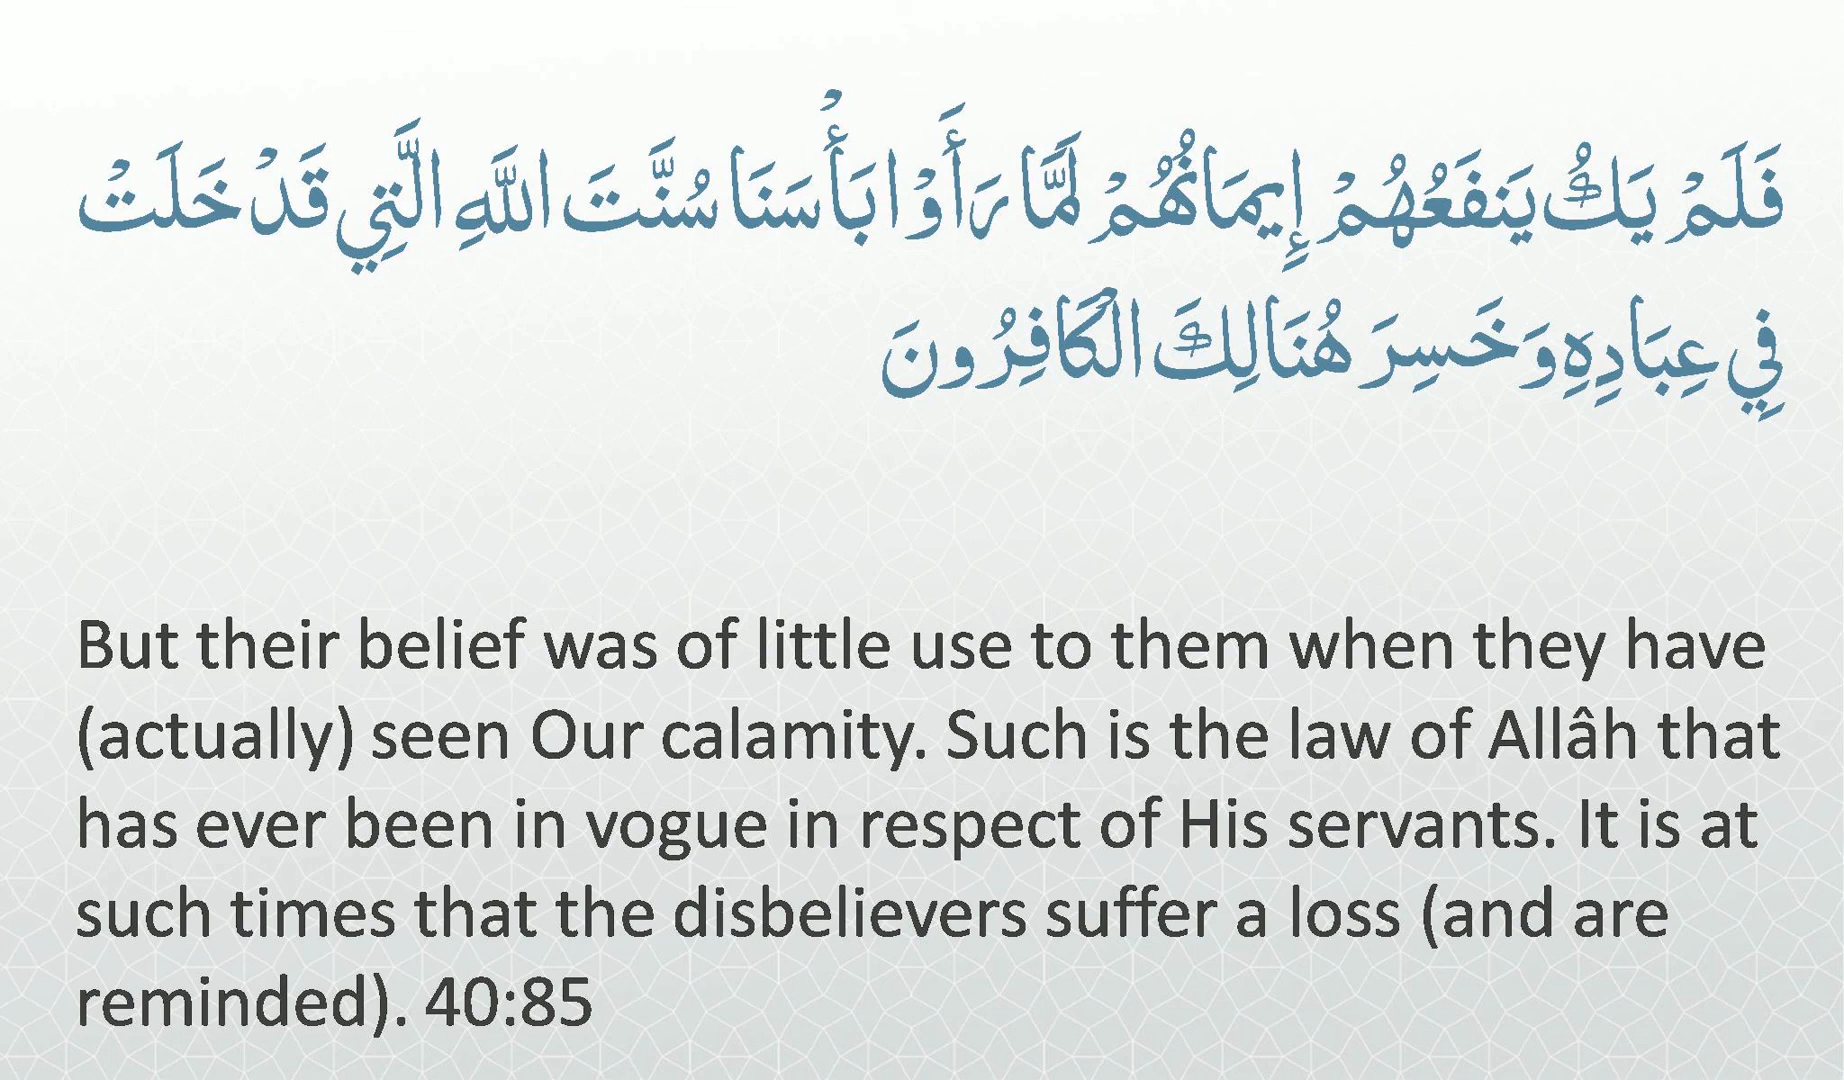 فَلَمْ يَكُ يَنفَعُهُمْ إِيمَانُهُمْ لَمَّا رَأَوْا بَأْسَنَا سُنَّتَ اللَّهِ الَّتِي قَدْ خَلَتْ
فِي عِبَادِهِ وَخَسِرَ هُنَالِكَ الْكَافِرُونَ
But their belief was of little use to them when they have
(actually) seen Our calamity. Such is the law of Allâh that
has ever been in vogue in respect of His servants. It is at
such times that the disbelievers suffer a loss (and are
reminded). 40:85